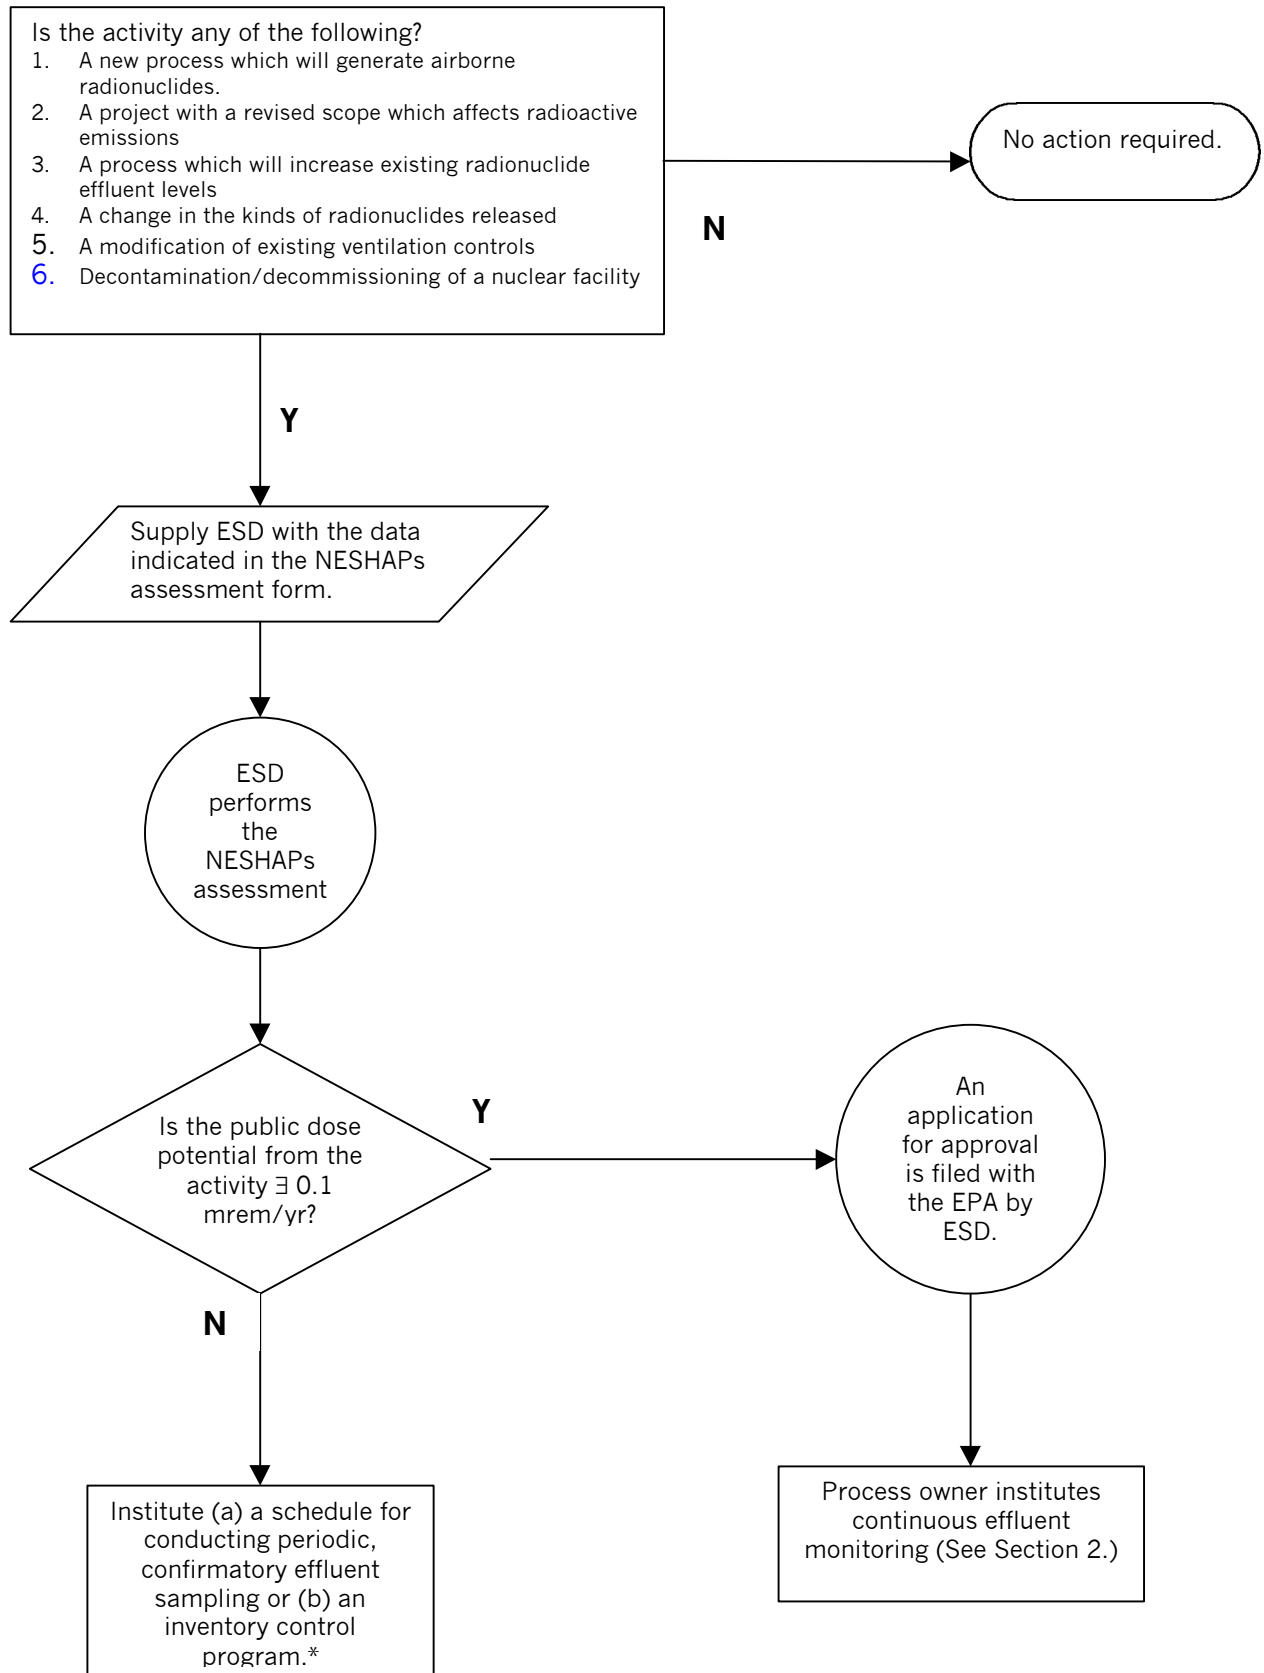 Is the activity any of the following?
1. A new process which will generate airborne
radionuclides.
2. A project with a revised scope which affects radioactive
emissions
3. A process which will increase existing radionuclide
effluent levels
4. A change in the kinds of radionuclides released
5. A modification of existing ventilation controls
6. Decontamination/decommissioning of a nuclear facility
No action required.
N
Y
Supply ESD with the data
indicated in the NESHAPs
assessment form.
ESD
performs
the
NESHAPs
assessment
Is the public dose
potential from the
activity ∃ 0.1
mrem/yr?
Y
An
application
for approval
is filed with
the EPA by
ESD.
N
Institute (a) a schedule for
conducting periodic,
confirmatory effluent
sampling or (b) an
inventory control
program.*
Process owner institutes
continuous effluent
monitoring (See Section 2.)